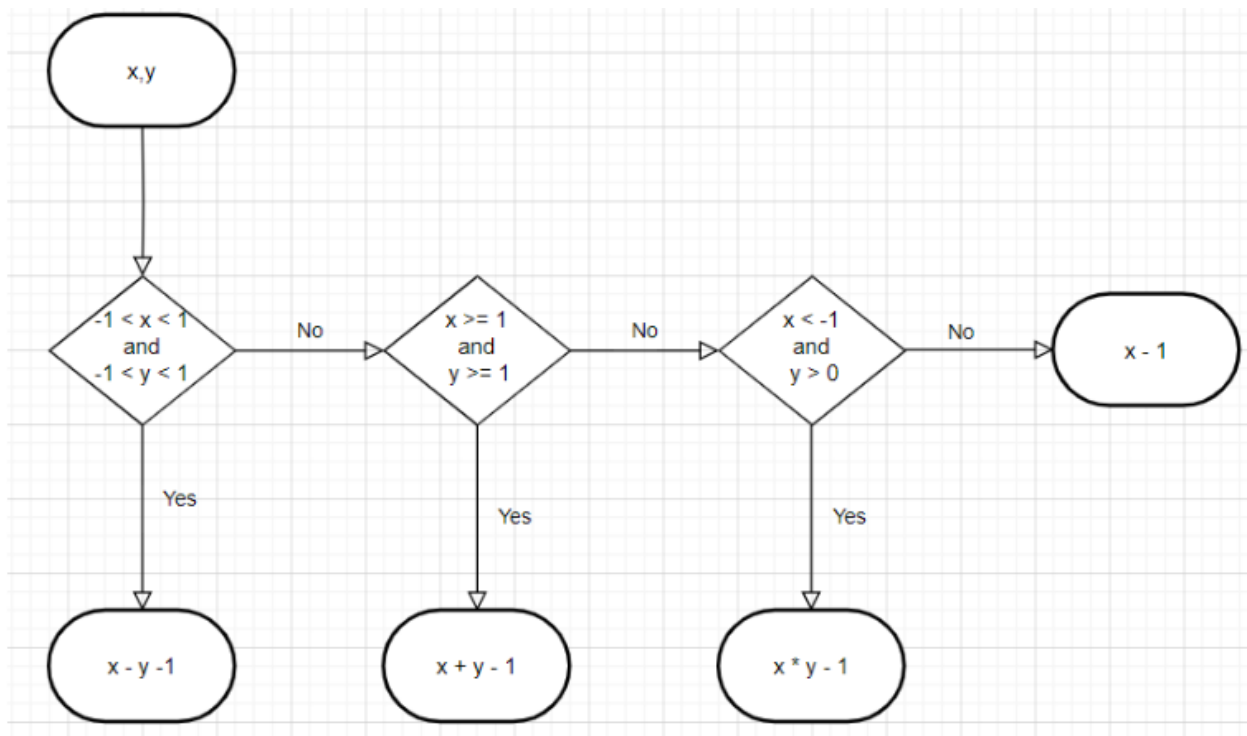 x,y
-1 < x < 1
and
-1 < y < 1
No
x >= 1
and
y >= 1
No
x < -1
and
y > 0
No
x - 1
Yes
Yes
Yes
x - y -1
x + y - 1
x * y - 1